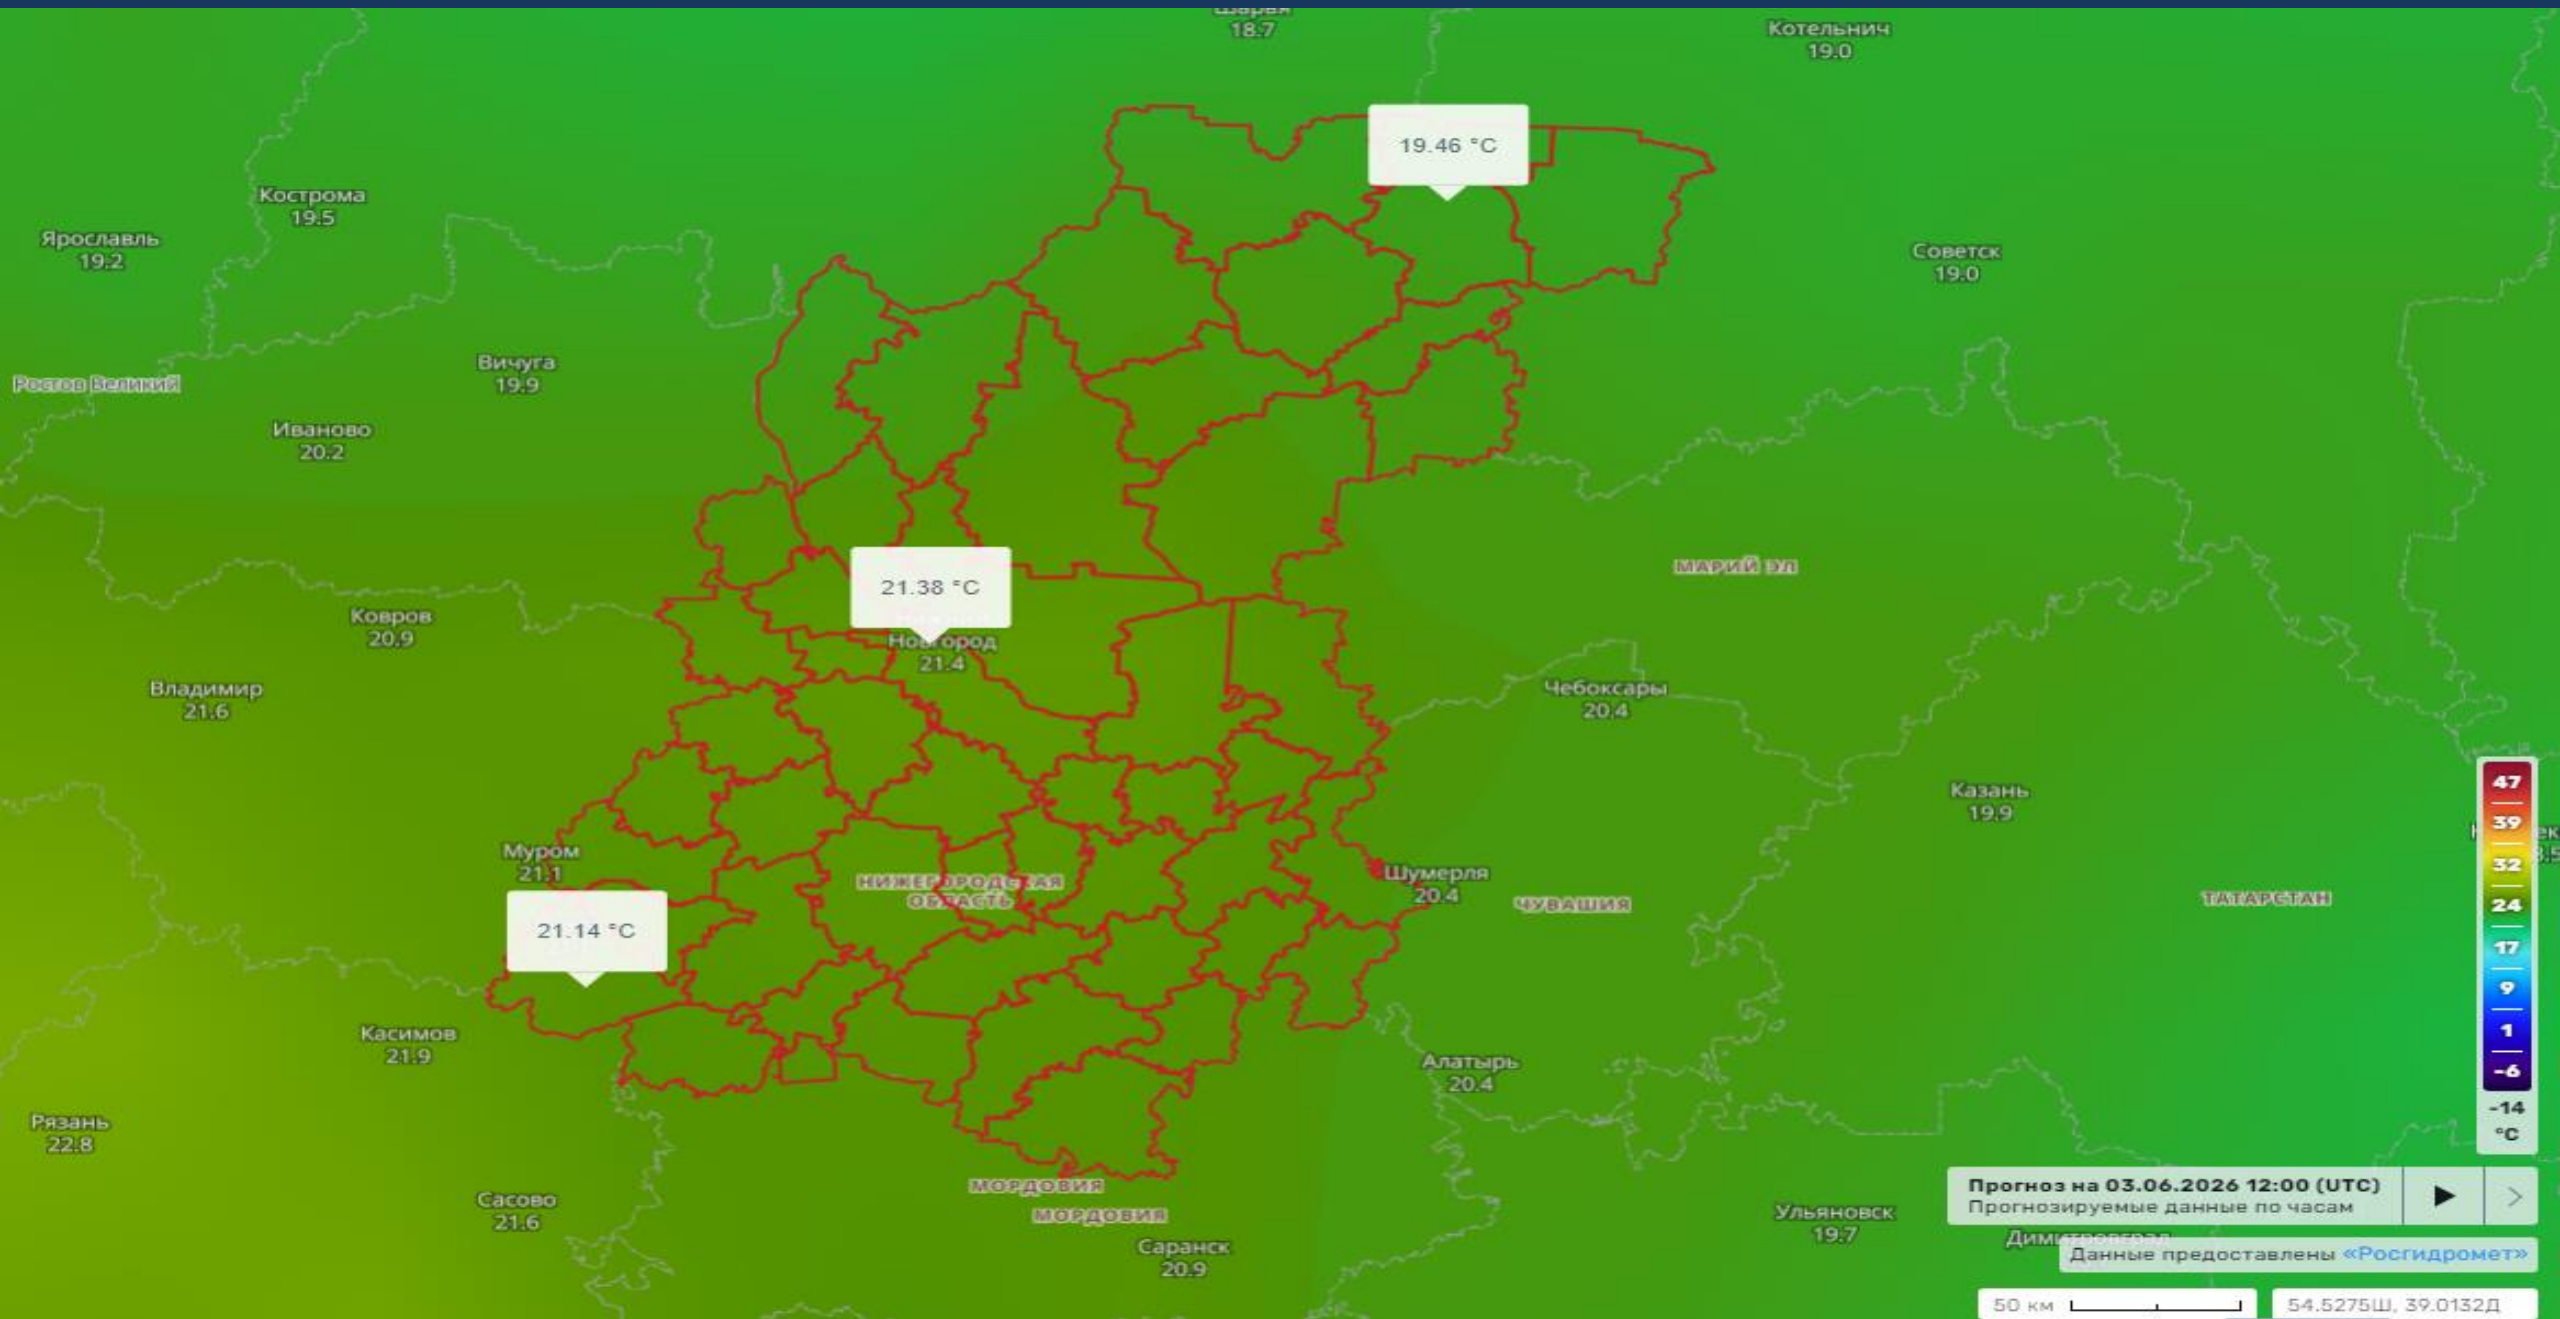 Шарья
18.7
Котельнич
19.0
19.46 °C
Кострома
19.5
Ярославль
19.2
Советск
19.0
Вичуга
19.9
Ростов Великий
Иваново
20.2
21.38 °C
МАРИЙ ЭЛ
Ковров
20.9
Новгород
21.4
Владимир
21.6
Чебоксары
20.4
Казань
19.9
Муром
21.1
НИЖЕГОРОДСКАЯ
ОБЛАСТЬ
Шумерля
20.4
ЧУВАШИЯ
ТАТАРСТАН
21.14 °C
Касимов
21.9
Алатырь
20.4
Рязань
22.8
МОРДОВИЯ
МОРДОВИЯ
Сасово
21.6
Саранск
20.9
Ульяновск
19.7
Димитровград
47
39
32
24
17
9
1
-6
-14
°C
Прогноз на 03.06.2026 12:00 (UTC)
Прогнозируемые данные по часам
Данные предоставлены «Росгидромет»
50 км
54.5275Ш, 39.0132Д